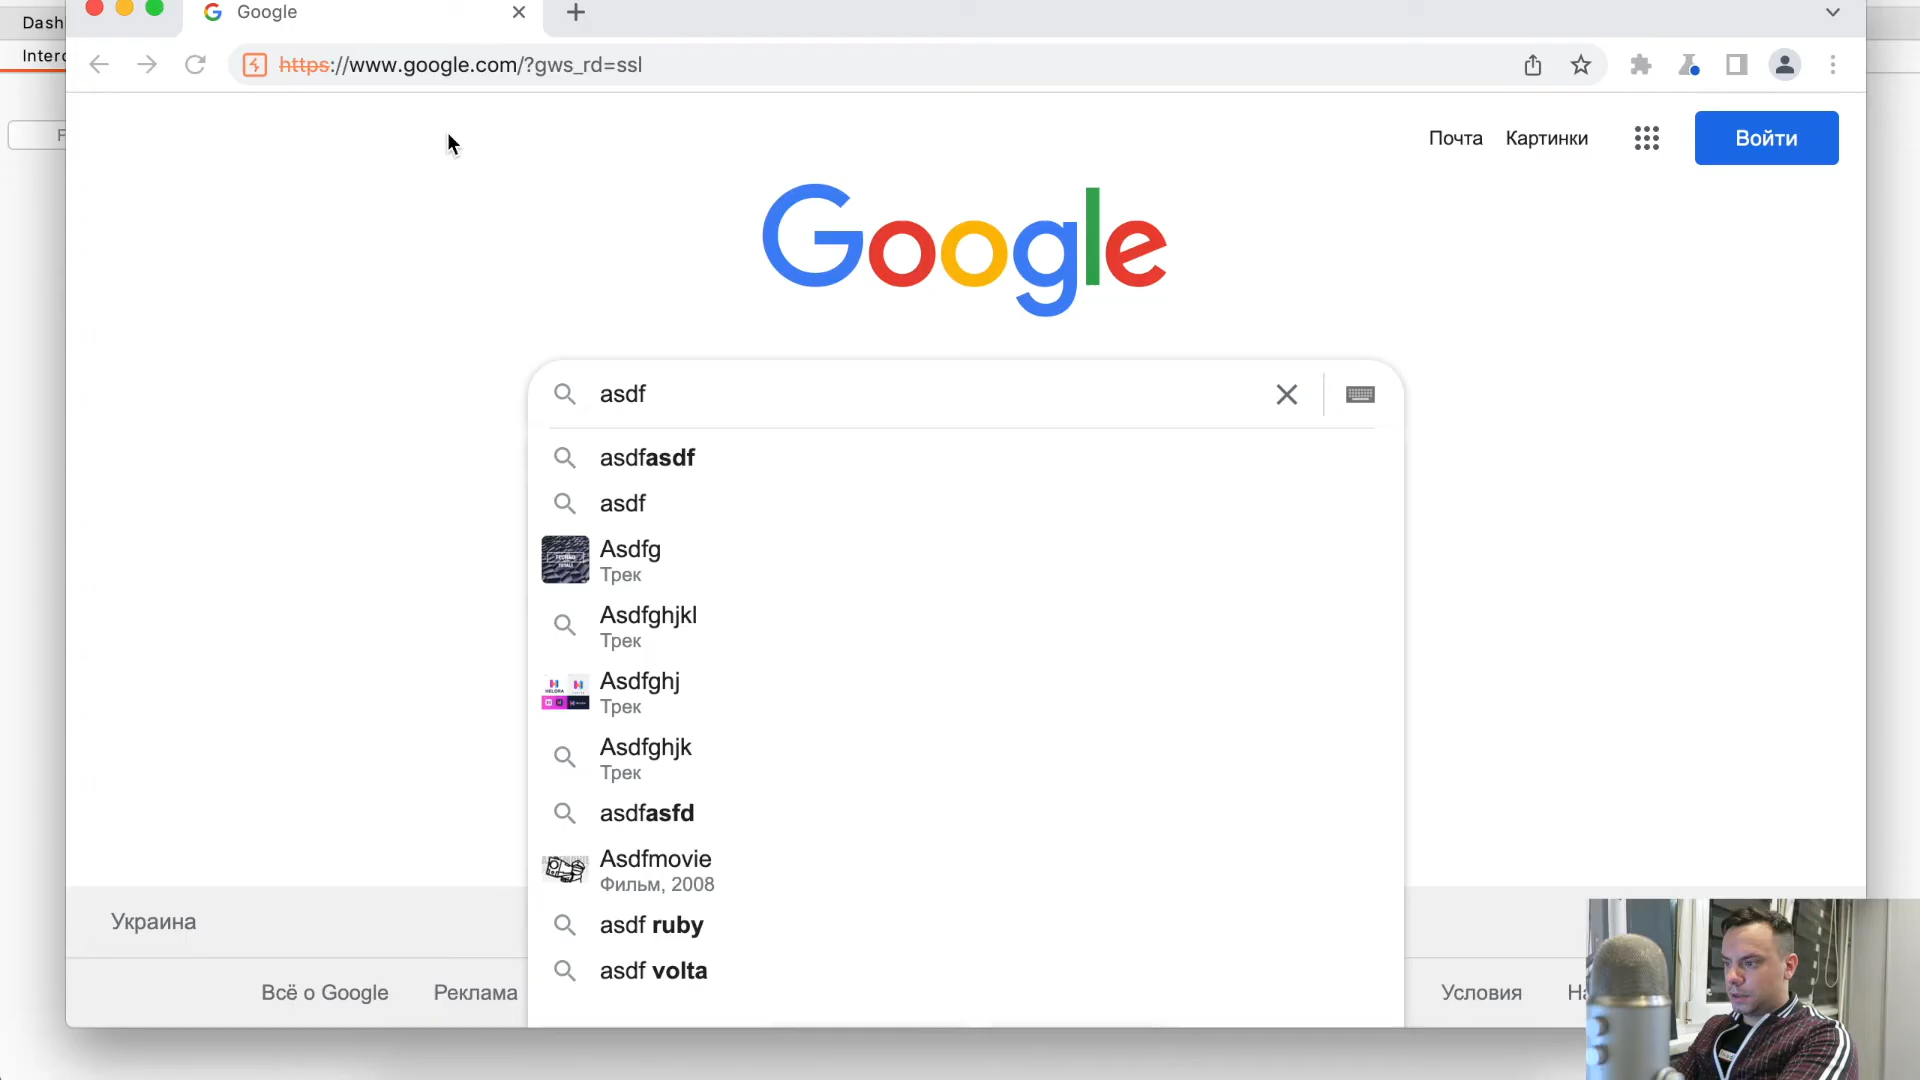 Dash
Google
Inter
https://www.google.com/?gws_rd=ssl
F
Почта Картинки Войти
Google
asdf
asdfasdf
asdf
Asdfg
Трек
Asdfghjkl
Трек
Asdfghj
Трек
Asdfghjk
Трек
asdfasfd
Asdfmovie
Фильм, 2008
asdf ruby
asdf volta
Украина
Всё о Google Реклама Условия На